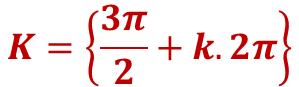 K = {3π/2 + k. 2π}